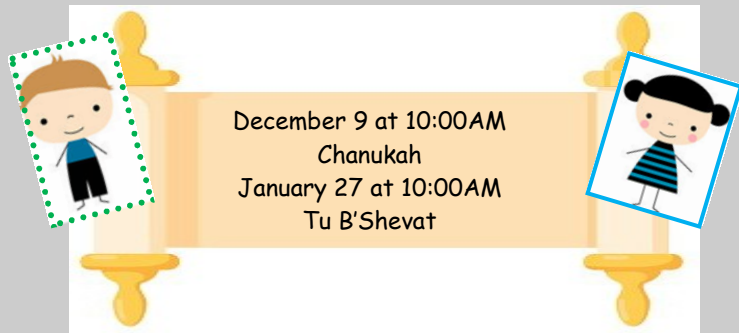 December 9 at 10:00AM
Chanukah
January 27 at 10:00AM
Tu B’Shevat